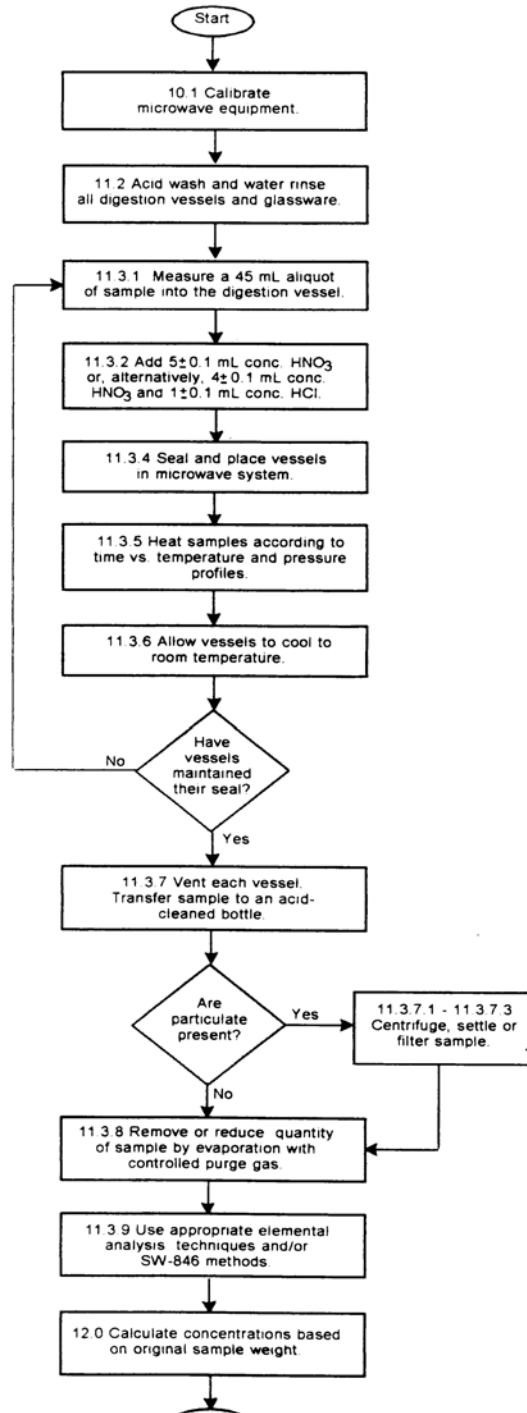 Start
10.1 Calibrate
microwave equipment.
11.2 Acid wash and water rinse
all digestion vessels and glassware.
11.3.1 Measure a 45 mL aliquot
of sample into the digestion vessel.
11.3.2 Add 5±0.1 mL conc. HNO3
or, alternatively, 4±0.1 mL conc.
HNO3 and 1±0.1 mL conc. HCl.
11.3.4 Seal and place vessels
in microwave system.
11.3.5 Heat samples according to
time vs. temperature and pressure
profiles.
11.3.6 Allow vessels to cool to
room temperature.
Have
vessels
maintained
their seal?
No
Yes
11.3.7 Vent each vessel.
Transfer sample to an acid-
cleaned bottle.
Are
particulate
present?
Yes
11.3.7.1 - 11.3.7.3
Centrifuge, settle or
filter sample.
No
11.3.8 Remove or reduce quantity
of sample by evaporation with
controlled purge gas.
11.3.9 Use appropriate elemental
analysis techniques and/or
SW-846 methods.
12.0 Calculate concentrations based
on original sample weight.